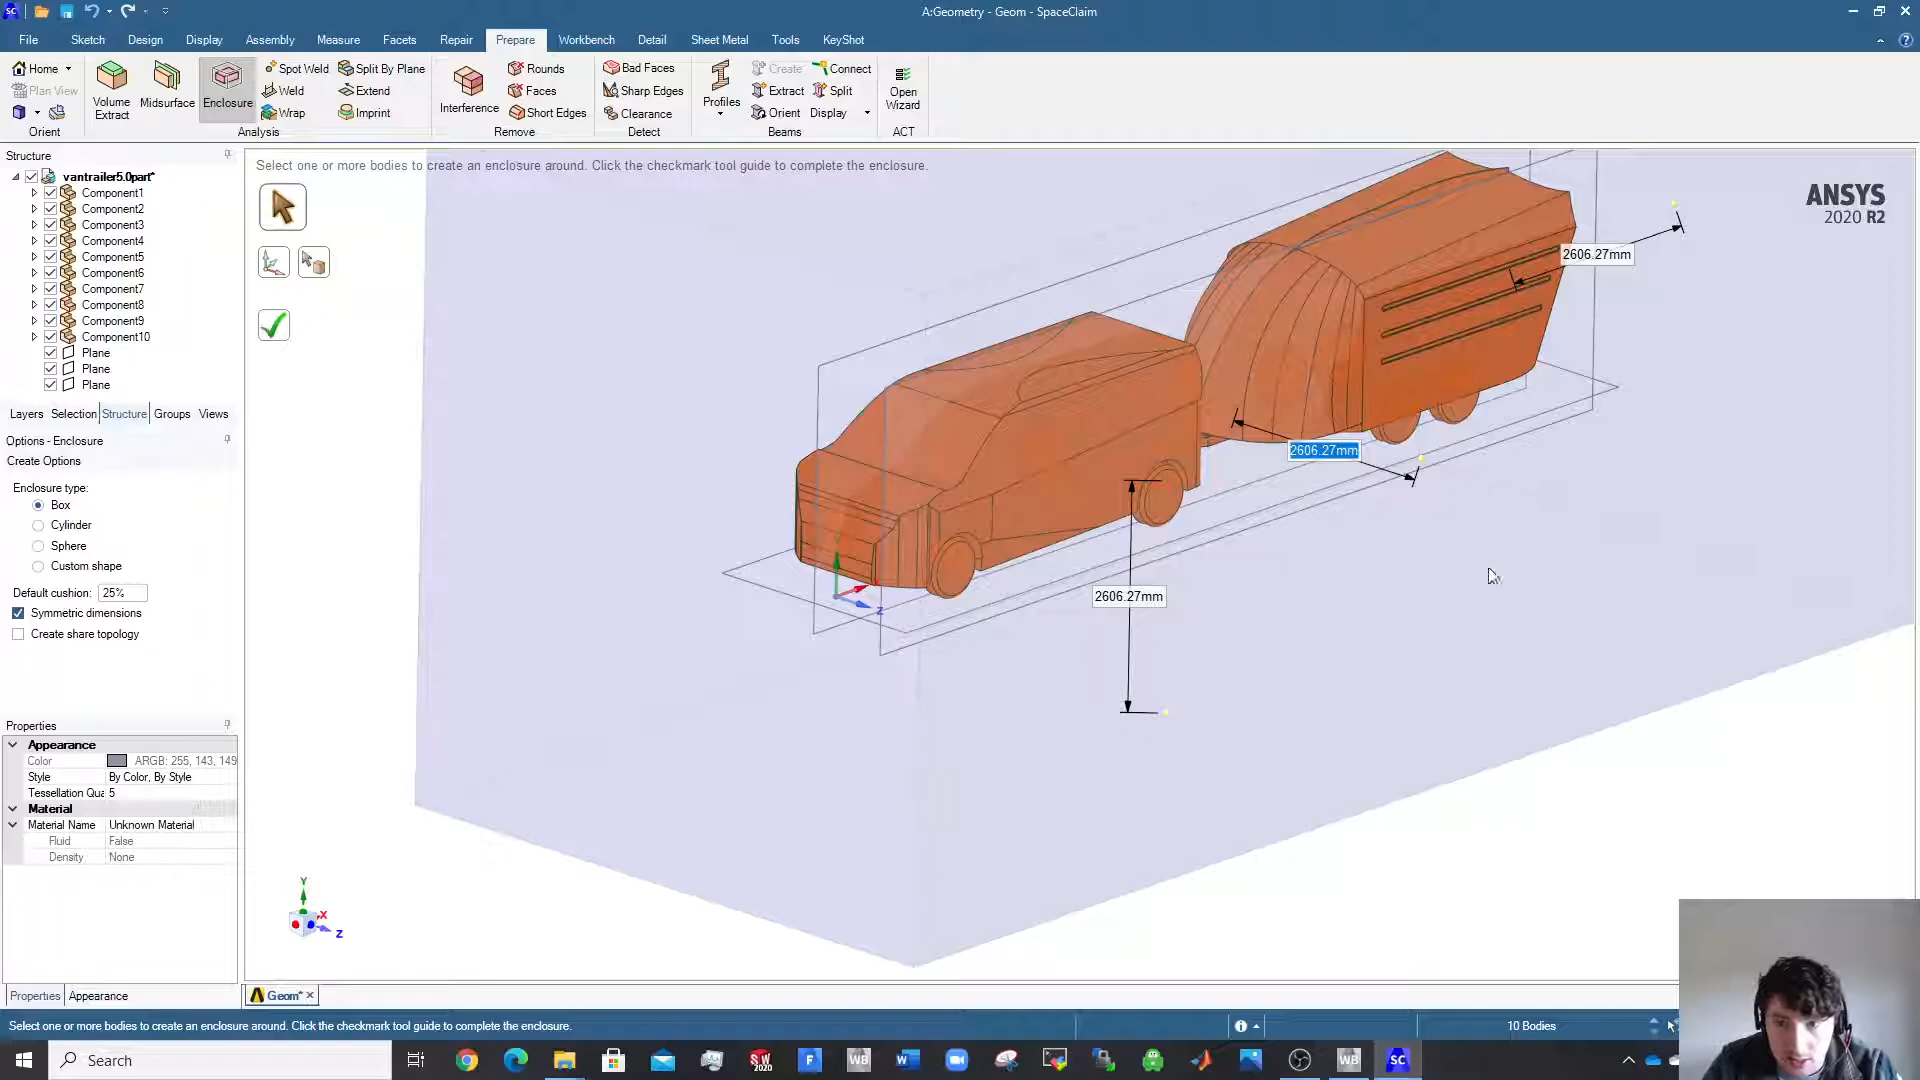 A:Geometry - Geom - SpaceClaim
File Sketch Design Display Assembly Measure Facets Repair Prepare Workbench Detail Sheet Metal Tools KeyShot
Home
Plan View
Orient
Volume Extract
Midsurface
Enclosure
Spot Weld
Weld
Wrap
Split By Plane
Extend
Imprint
Analysis
Interference
Rounds
Faces
Short Edges
Remove
Bad Faces
Sharp Edges
Clearance
Detect
Profiles
Create
Extract
Orient
Connect
Split
Display
Beams
Open Wizard
ACT
Structure
vantrailer5.0part*
Component1
Component2
Component3
Component4
Component5
Component6
Component7
Component8
Component9
Component10
Plane
Plane
Plane
Layers Selection Structure Groups Views
Options - Enclosure
Create Options
Enclosure type:
Box
Cylinder
Sphere
Custom shape
Default cushion: 25%
Symmetric dimensions
Create share topology
Properties
Appearance
Color ARGB: 255, 143, 149
Style By Color, By Style
Tessellation Qua 5
Material
Material Name Unknown Material
Fluid False
Density None
Properties Appearance
Select one or more bodies to create an enclosure around. Click the checkmark tool guide to complete the enclosure.
ANSYS
2020 R2
2606.27mm
2606.27mm
2606.27mm
Z
Y
X
Z
Geom*
Select one or more bodies to create an enclosure around. Click the checkmark tool guide to complete the enclosure.
10 Bodies
Search
SW
2020
F
WB
WB
SC